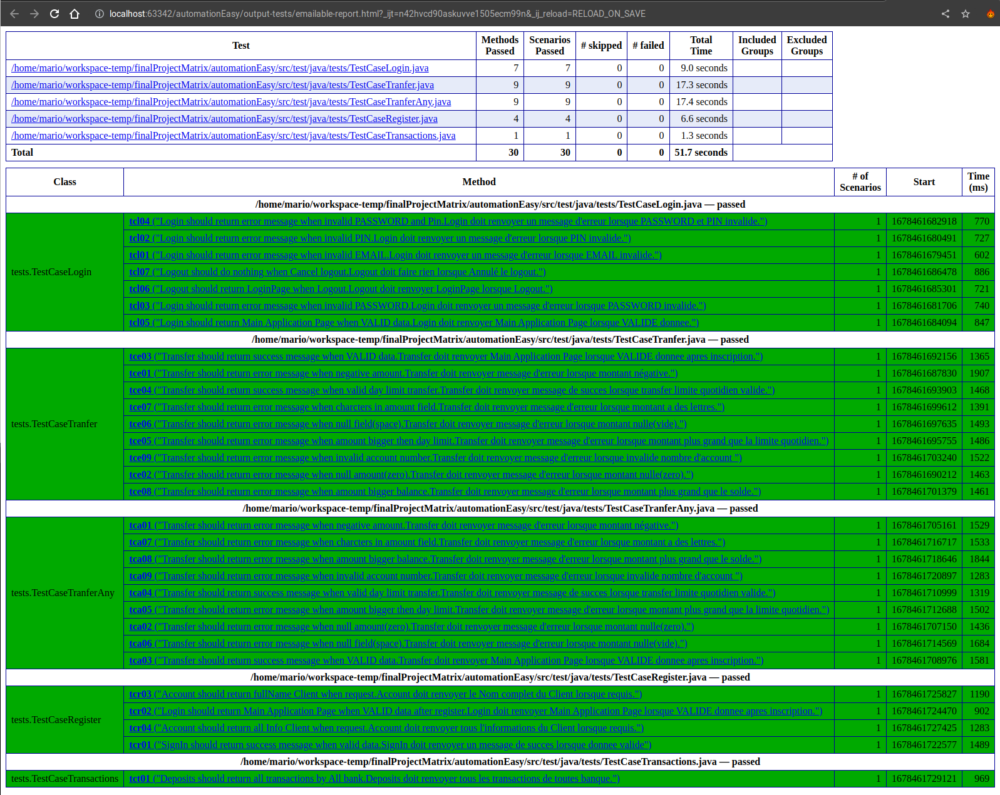 localhost:63342/automationEasy/output-tests/emailable-report.html?_ijt=n42hvcd90askuvve1505ecm99n&_ij_reload=RELOAD_ON_SAVE
Test Methods Passed Scenarios Passed # skipped # failed Total Time Included Groups Excluded Groups
/home/mario/workspace-temp/finalProjectMatrix/automationEasy/src/test/java/tests/TestCaseLogin.java 7 7 0 0 9.0 seconds
/home/mario/workspace-temp/finalProjectMatrix/automationEasy/src/test/java/tests/TestCaseTranfer.java 9 9 0 0 17.3 seconds
/home/mario/workspace-temp/finalProjectMatrix/automationEasy/src/test/java/tests/TestCaseTranferAny.java 9 9 0 0 17.4 seconds
/home/mario/workspace-temp/finalProjectMatrix/automationEasy/src/test/java/tests/TestCaseRegister.java 4 4 0 0 6.6 seconds
/home/mario/workspace-temp/finalProjectMatrix/automationEasy/src/test/java/tests/TestCaseTransactions.java 1 1 0 0 1.3 seconds
Total 30 30 0 0 51.7 seconds
Class Method # of Scenarios Start Time (ms)
/home/mario/workspace-temp/finalProjectMatrix/automationEasy/src/test/java/tests/TestCaseLogin.java — passed
tcl04 ("Login should return error message when invalid PASSWORD and Pin.Login doit renvoyer un message d'erreur lorsque PASSWORD et PIN invalide.") 1 1678461682918 770
tcl02 ("Login should return error message when invalid PIN.Login doit renvoyer un message d'erreur lorsque PIN invalide.") 1 1678461680491 727
tcl01 ("Login should return error message when invalid EMAIL.Login doit renvoyer un message d'erreur lorsque EMAIL invalide.") 1 1678461679451 602
tests.TestCaseLogin tcl07 ("Logout should do nothing when Cancel logout.Logout doit faire rien lorsque Annulé le logout.") 1 1678461686478 886
tcl06 ("Logout should return LoginPage when Logout.Logout doit renvoyer LoginPage lorsque Logout.") 1 1678461685301 721
tcl03 ("Login should return error message when invalid PASSWORD.Login doit renvoyer un message d'erreur lorsque PASSWORD invalide.") 1 1678461681706 740
tcl05 ("Login should return Main Application Page when VALID data.Login doit renvoyer Main Application Page lorsque VALIDE donnee.") 1 1678461684094 847
/home/mario/workspace-temp/finalProjectMatrix/automationEasy/src/test/java/tests/TestCaseTranfer.java — passed
tce03 ("Transfer should return success message when VALID data.Transfer doit renvoyer Main Application Page lorsque VALIDE donnee apres inscription.") 1 1678461692156 1365
tce01 ("Transfer should return error message when negative amount.Transfer doit renvoyer message d'erreur lorsque montant négative.") 1 1678461687830 1907
tce04 ("Transfer should return success message when valid day limit transfer.Transfer doit renvoyer message de succes lorsque transfer limite quotidien valide.") 1 1678461693903 1468
tce07 ("Transfer should return error message when charcters in amount field.Transfer doit renvoyer message d'erreur lorsque montant a des lettres.") 1 1678461699612 1391
tests.TestCaseTranfer tce06 ("Transfer should return error message when null field(space).Transfer doit renvoyer message d'erreur lorsque montant nulle(vide).") 1 1678461697635 1493
tce05 ("Transfer should return error message when amount bigger then day limit.Transfer doit renvoyer message d'erreur lorsque montant plus grand que la limite quotidien.") 1 1678461695755 1486
tce09 ("Transfer should return error message when invalid account number.Transfer doit renvoyer message d'erreur lorsque invalide nombre d'account ") 1 1678461703240 1522
tce02 ("Transfer should return error message when null amount(zero).Transfer doit renvoyer message d'erreur lorsque montant nulle(zero).") 1 1678461690212 1463
tce08 ("Transfer should return error message when amount bigger balance.Transfer doit renvoyer message d'erreur lorsque montant plus grand que le solde.") 1 1678461701379 1461
/home/mario/workspace-temp/finalProjectMatrix/automationEasy/src/test/java/tests/TestCaseTranferAny.java — passed
tca01 ("Transfer should return error message when negative amount.Transfer doit renvoyer message d'erreur lorsque montant négative.") 1 1678461705161 1529
tca07 ("Transfer should return error message when charcters in amount field.Transfer doit renvoyer message d'erreur lorsque montant a des lettres.") 1 1678461716717 1533
tca08 ("Transfer should return error message when amount bigger balance.Transfer doit renvoyer message d'erreur lorsque montant plus grand que le solde.") 1 1678461718646 1844
tca09 ("Transfer should return error message when invalid account number.Transfer doit renvoyer message d'erreur lorsque invalide nombre d'account ") 1 1678461720897 1283
tests.TestCaseTranferAny tca04 ("Transfer should return success message when valid day limit transfer.Transfer doit renvoyer message de succes lorsque transfer limite quotidien valide.") 1 1678461710999 1319
tca05 ("Transfer should return error message when amount bigger then day limit.Transfer doit renvoyer message d'erreur lorsque montant plus grand que la limite quotidien.") 1 1678461712688 1502
tca02 ("Transfer should return error message when null amount(zero).Transfer doit renvoyer message d'erreur lorsque montant nulle(zero).") 1 1678461707150 1436
tca06 ("Transfer should return error message when null field(space).Transfer doit renvoyer message d'erreur lorsque montant nulle(vide).") 1 1678461714569 1684
tca03 ("Transfer should return success message when VALID data.Transfer doit renvoyer Main Application Page lorsque VALIDE donnee apres inscription.") 1 1678461708976 1581
/home/mario/workspace-temp/finalProjectMatrix/automationEasy/src/test/java/tests/TestCaseRegister.java — passed
tcr03 ("Account should return fullName Client when request.Account doit renvoyer le Nom complet du Client lorsque requis.") 1 1678461725827 1190
tcr02 ("Login should return Main Application Page when VALID data after register.Login doit renvoyer Main Application Page lorsque VALIDE donnee apres inscription.") 1 1678461724470 902
tests.TestCaseRegister
tcr04 ("Account should return all Info Client when request.Account doit renvoyer tous l'informations du Client lorsque requis.") 1 1678461727425 1283
tcr01 ("SignIn should return success message when valid data.SignIn doit renvoyer un message de succes lorsque donnee valide") 1 1678461722577 1489
/home/mario/workspace-temp/finalProjectMatrix/automationEasy/src/test/java/tests/TestCaseTransactions.java — passed
tests.TestCaseTransactions tct01 ("Deposits should return all transactions by All bank.Deposits doit renvoyer tous les transactions de toutes banque.") 1 1678461729121 969